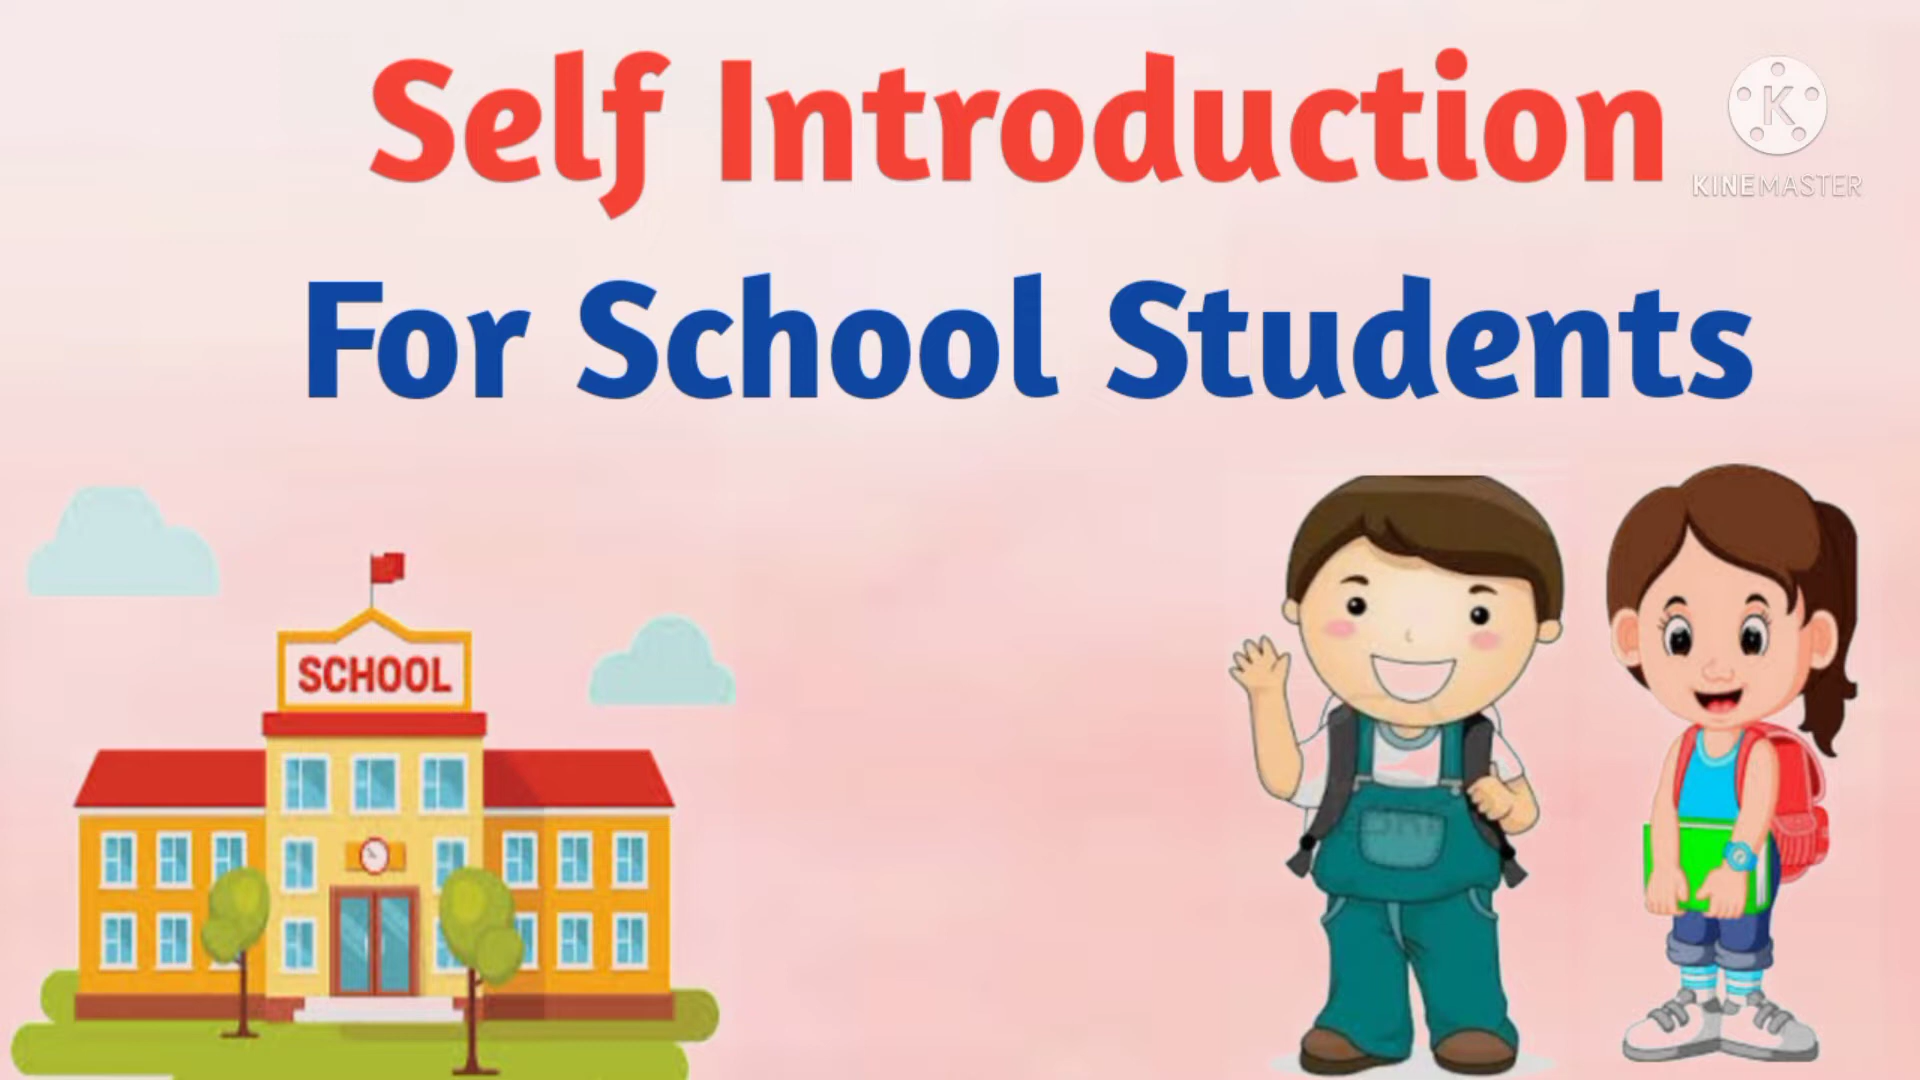 Self Introduction
K
KINEMASTER
For School Students
SCHOOL